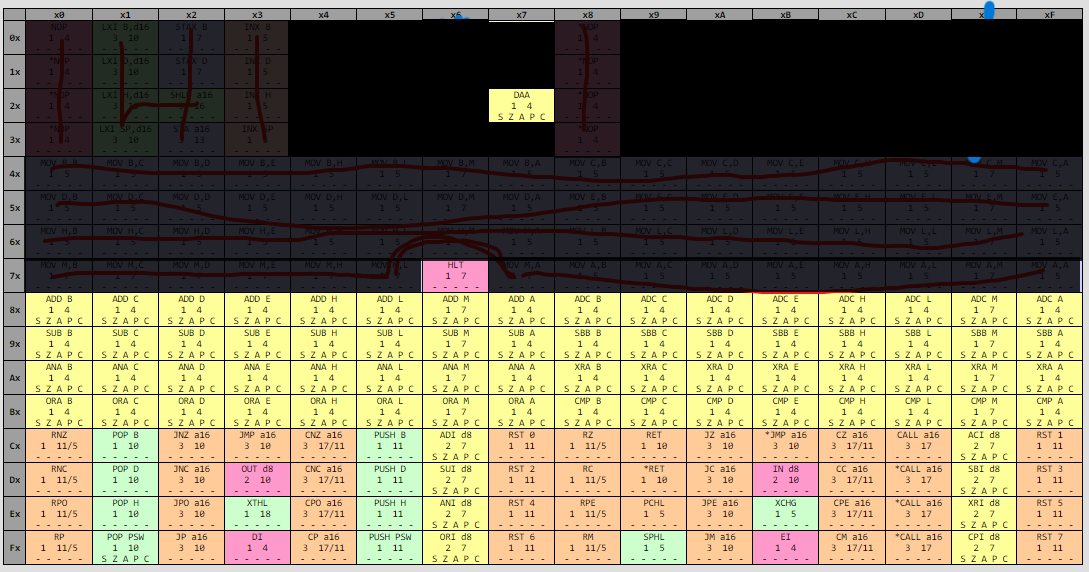 x0 x1 x2 x3 x4 x5 x6 x7 x8 x9 xA xB xC xD xF
0x NOP LXI B,d16 STAX B INX B *NOP
1 4 3 10 1 7 1 5 1 4
1x *NOP LXI D,d16 STAX D INX D *NOP
1 4 3 10 1 7 1 5 1 4
2x *NOP LXI H,d16 SHLD a16 INX H DAA *NOP
1 4 3 10 3 16 1 5 1 4 1 4
S Z A P C
3x *NOP LXI SP,d16 STA a16 INX SP *NOP
1 4 3 10 3 13 1 5 1 4
4x MOV B,B MOV B,C MOV B,D MOV B,E MOV B,H MOV B,L MOV B,M MOV B,A MOV C,B MOV C,C MOV C,D MOV C,E MOV C,H MOV C,L MOV C,M MOV C,A
1 5 1 5 1 5 1 5 1 5 1 5 1 7 1 5 1 5 1 5 1 5 1 5 1 5 1 5 1 7 1 5
5x MOV D,B MOV D,C MOV D,D MOV D,E MOV D,H MOV D,L MOV D,M MOV D,A MOV E,B MOV E,C MOV E,D MOV E,E MOV E,H MOV E,L MOV E,M MOV E,A
1 5 1 5 1 5 1 5 1 5 1 5 1 7 1 5 1 5 1 5 1 5 1 5 1 5 1 5 1 7 1 5
6x MOV H,B MOV H,C MOV H,D MOV H,E MOV L,B MOV L,C MOV L,D MOV L,E MOV L,H MOV L,L MOV L,M MOV L,A
1 5 1 5 1 5 1 5 1 5 1 5 1 5 1 5 1 5 1 5 1 5 1 7 1 5
7x MOV M,B MOV M,C MOV M,D MOV M,E MOV M,H HLT MOV M,A MOV A,B MOV A,C MOV A,D MOV A,E MOV A,H MOV A,L MOV A,M MOV A,A
1 7 1 7 1 7 1 7 1 7 1 7 1 7 1 5 1 5 1 5 1 5 1 5 1 5 1 7 1 5
- - - - -
8x ADD B ADD C ADD D ADD E ADD H ADD L ADD M ADD A ADC B ADC C ADC D ADC E ADC H ADC L ADC M ADC A
1 4 1 4 1 4 1 4 1 4 1 4 1 7 1 4 1 4 1 4 1 4 1 4 1 4 1 4 1 7 1 4
S Z A P C S Z A P C S Z A P C S Z A P C S Z A P C S Z A P C S Z A P C S Z A P C S Z A P C S Z A P C S Z A P C S Z A P C S Z A P C S Z A P C S Z A P C S Z A P C
9x SUB B SUB C SUB D SUB E SUB H SUB L SUB M SUB A SBB B SBB C SBB D SBB E SBB H SBB L SBB M SBB A
1 4 1 4 1 4 1 4 1 4 1 4 1 7 1 4 1 4 1 4 1 4 1 4 1 4 1 4 1 7 1 4
S Z A P C S Z A P C S Z A P C S Z A P C S Z A P C S Z A P C S Z A P C S Z A P C S Z A P C S Z A P C S Z A P C S Z A P C S Z A P C S Z A P C S Z A P C S Z A P C
Ax ANA B ANA C ANA D ANA E ANA H ANA L ANA M ANA A XRA B XRA C XRA D XRA E XRA H XRA L XRA M XRA A
1 4 1 4 1 4 1 4 1 4 1 4 1 7 1 4 1 4 1 4 1 4 1 4 1 4 1 4 1 7 1 4
S Z A P C S Z A P C S Z A P C S Z A P C S Z A P C S Z A P C S Z A P C S Z A P C S Z A P C S Z A P C S Z A P C S Z A P C S Z A P C S Z A P C S Z A P C S Z A P C
Bx ORA B ORA C ORA D ORA E ORA H ORA L ORA M ORA A CMP B CMP C CMP D CMP E CMP H CMP L CMP M CMP A
1 4 1 4 1 4 1 4 1 4 1 4 1 7 1 4 1 4 1 4 1 4 1 4 1 4 1 4 1 7 1 4
S Z A P C S Z A P C S Z A P C S Z A P C S Z A P C S Z A P C S Z A P C S Z A P C S Z A P C S Z A P C S Z A P C S Z A P C S Z A P C S Z A P C S Z A P C S Z A P C
Cx RNZ POP B JNZ a16 JMP a16 CNZ a16 PUSH B ADI d8 RST 0 RZ RET JZ a16 *JMP a16 CZ a16 CALL a16 ACI d8 RST 1
1 11/5 1 10 3 10 3 10 3 17/11 1 11 2 7 1 11 1 11/5 1 10 3 10 3 10 3 17/11 3 17 2 7 1 11
- - - - - - - - - - - - - - - - - - - - - - - - - - - - - - S Z A P C - - - - - - - - - - - - - - - - - - - - - - - - - - - - - - - - - - - S Z A P C - - - - -
Dx RNC POP D JNC a16 OUT d8 CNC a16 PUSH D SUI d8 RST 2 RC *RET JC a16 IN d8 CC a16 *CALL a16 SBI d8 RST 3
1 11/5 1 10 3 10 2 10 3 17/11 1 11 2 7 1 11 1 11/5 1 10 3 10 2 10 3 17/11 3 17 2 7 1 11
- - - - - - - - - - - - - - - - - - - - - - - - - - - - - - S Z A P C - - - - - - - - - - - - - - - - - - - - - - - - - - - - - - - - - - - S Z A P C - - - - -
Ex RPO POP H JPO a16 XTHL CPO a16 PUSH H ANI d8 RST 4 RPE PCHL JPE a16 XCHG CPE a16 *CALL a16 XRI d8 RST 5
1 11/5 1 10 3 10 1 18 3 17/11 1 11 2 7 1 11 1 11/5 1 5 3 10 1 5 3 17/11 3 17 2 7 1 11
- - - - - - - - - - - - - - - - - - - - - - - - - - - - - - S Z A P C - - - - - - - - - - - - - - - - - - - - - - - - - - - - - - - - - - - S Z A P C - - - - -
Fx RP POP PSW JP a16 DI CP a16 PUSH PSW ORI d8 RST 6 RM SPHL JM a16 EI CM a16 *CALL a16 CPI d8 RST 7
1 11/5 1 10 3 10 1 4 3 17/11 1 11 2 7 1 11 1 11/5 1 5 3 10 1 4 3 17/11 3 17 2 7 1 11
- - - - - S Z A P C - - - - - - - - - - - - - - - - - - - - S Z A P C - - - - - - - - - - - - - - - - - - - - - - - - - - - - - - - - - - - S Z A P C - - - - -